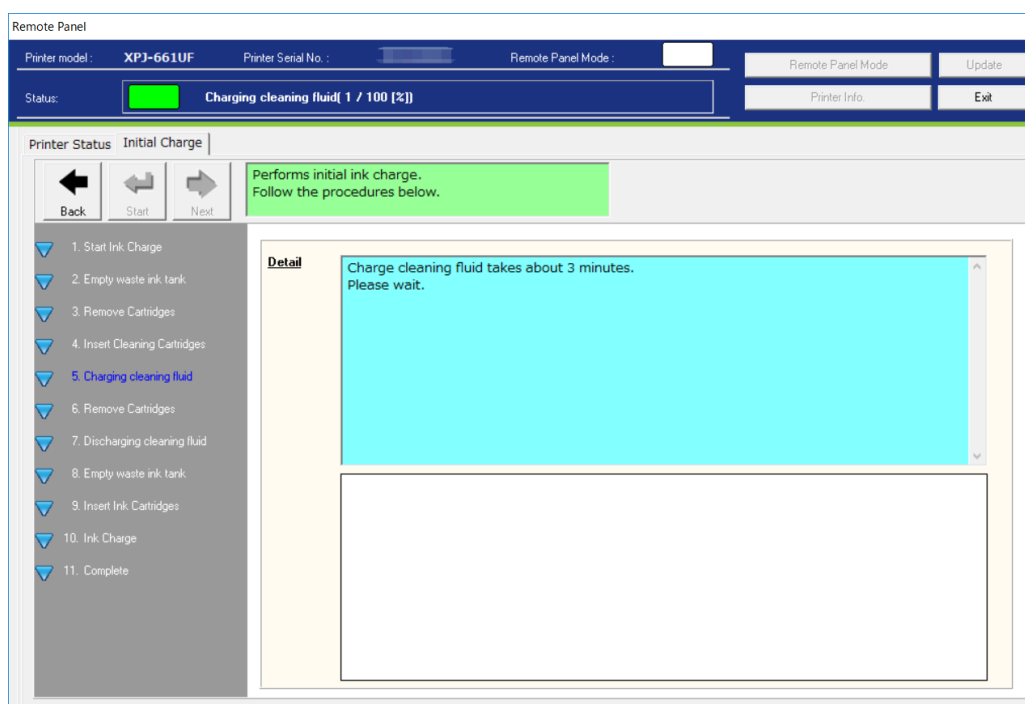 Remote Panel
Printer model : XPJ-661UF Printer Serial No. : Remote Panel Mode :
Remote Panel Mode Update
Status: Charging cleaning fluid( 1 / 100 [%])
Printer Info. Exit
Printer Status Initial Charge
Back Start Next
Performs initial ink charge.
Follow the procedures below.
1. Start Ink Charge
2. Empty waste ink tank
3. Remove Cartridges
4. Insert Cleaning Cartridges
5. Charging cleaning fluid
6. Remove Cartridges
7. Discharging cleaning fluid
8. Empty waste ink tank
9. Insert Ink Cartridges
10. Ink Charge
11. Complete
Detail
Charge cleaning fluid takes about 3 minutes.
Please wait.